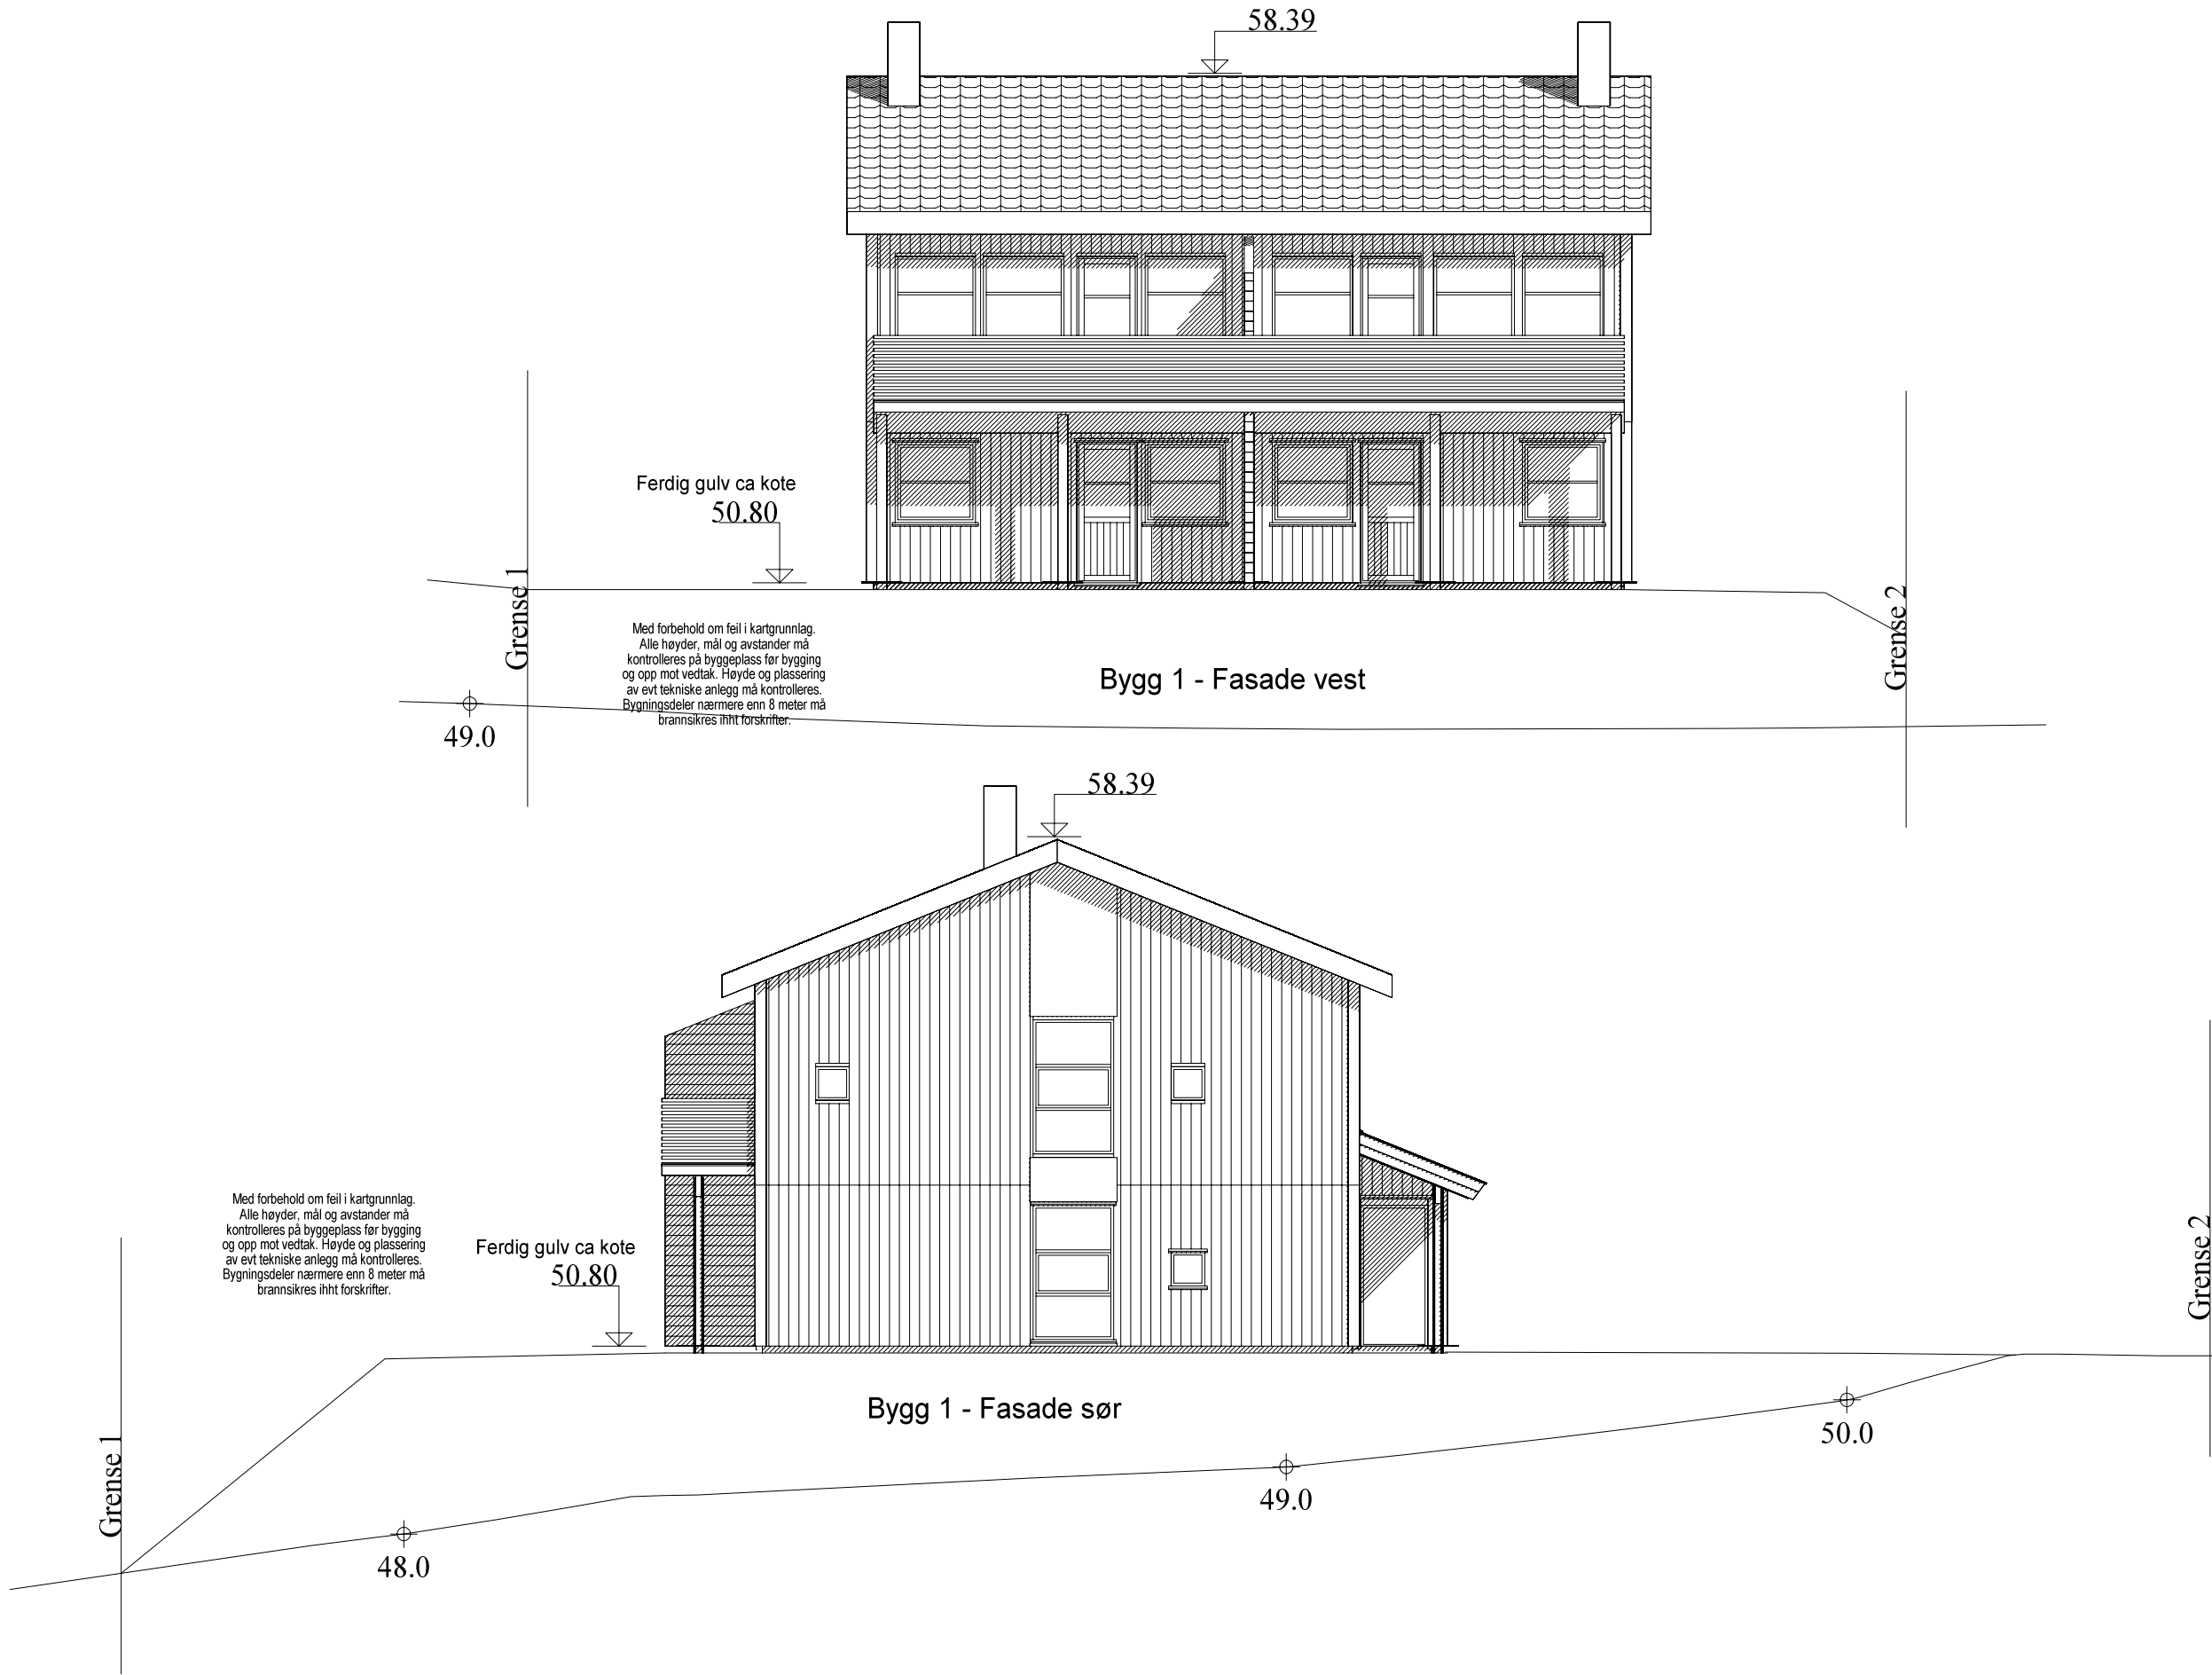 58.39
Ferdig gulv ca kote
50.80
Grense 1
Grense 2
Med forbehold om feil i kartgrunnlag.
Alle høyder, mål og avstander må
kontrolleres på byggeplass før bygging
og opp mot vedtak. Høyde og plassering
av evt tekniske anlegg må kontrolleres.
Bygningsdeler nærmere enn 8 meter må
brannsikres ihht forskrifter.
Bygg 1 - Fasade vest
49.0
58.39
Med forbehold om feil i kartgrunnlag.
Alle høyder, mål og avstander må
kontrolleres på byggeplass før bygging
og opp mot vedtak. Høyde og plassering
av evt tekniske anlegg må kontrolleres.
Bygningsdeler nærmere enn 8 meter må
brannsikres ihht forskrifter.
Ferdig gulv ca kote
50.80
Grense 2
Bygg 1 - Fasade sør
Grense 1
50.0
49.0
48.0